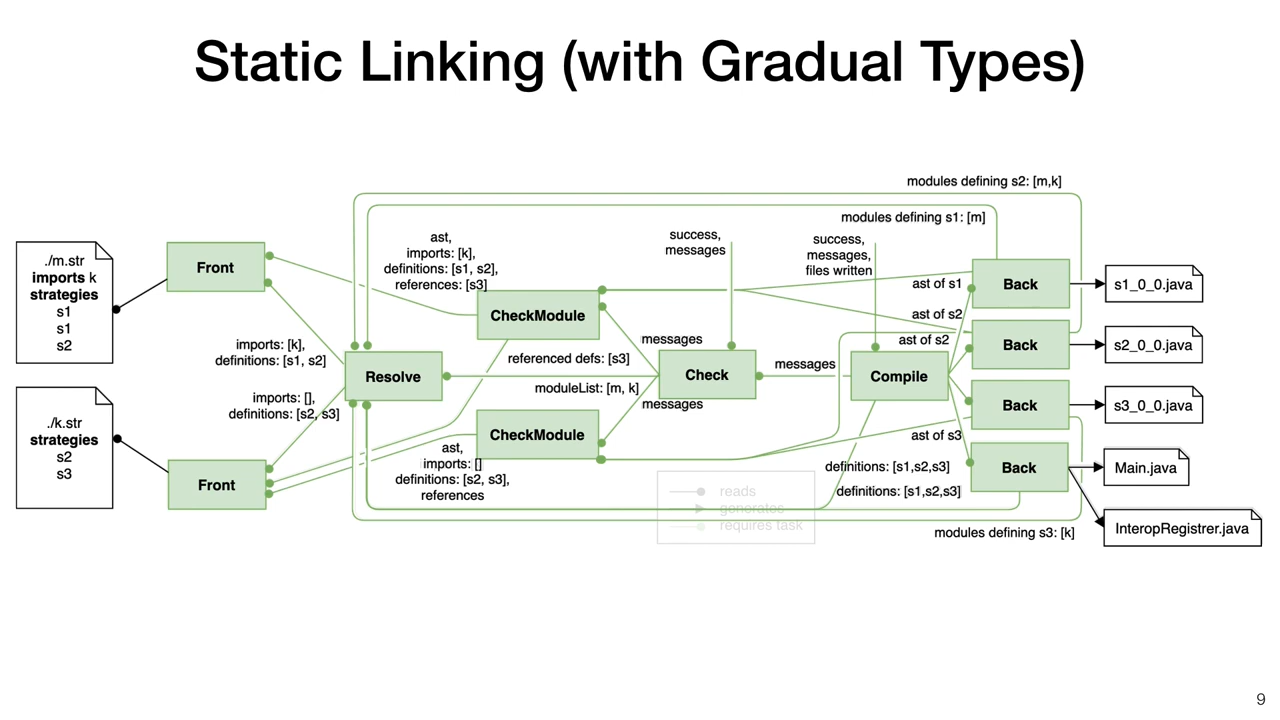 Static Linking (with Gradual Types)
modules defining s2: [m,k]
modules defining s1: [m]
./m.str
imports k
strategies
s1
s1
s2
Front
ast,
imports: [k],
definitions: [s1, s2],
references: [s3]
success,
messages
success,
messages,
files written
ast of s1
Back
s1_0_0.java
CheckModule
ast of s2
ast of s2
Back
s2_0_0.java
imports: [k],
definitions: [s1, s2]
messages
referenced defs: [s3]
Resolve
moduleList: [m, k]
Check
messages
Compile
messages
imports: [],
definitions: [s2, s3]
./k.str
strategies
s2
s3
Back
s3_0_0.java
CheckModule
ast of s3
ast,
imports: []
definitions: [s2, s3],
references
Front
definitions: [s1,s2,s3]
definitions: [s1,s2,s3]
Back
Main.java
reads
generates
requires task
InteropRegistrer.java
modules defining s3: [k]
9